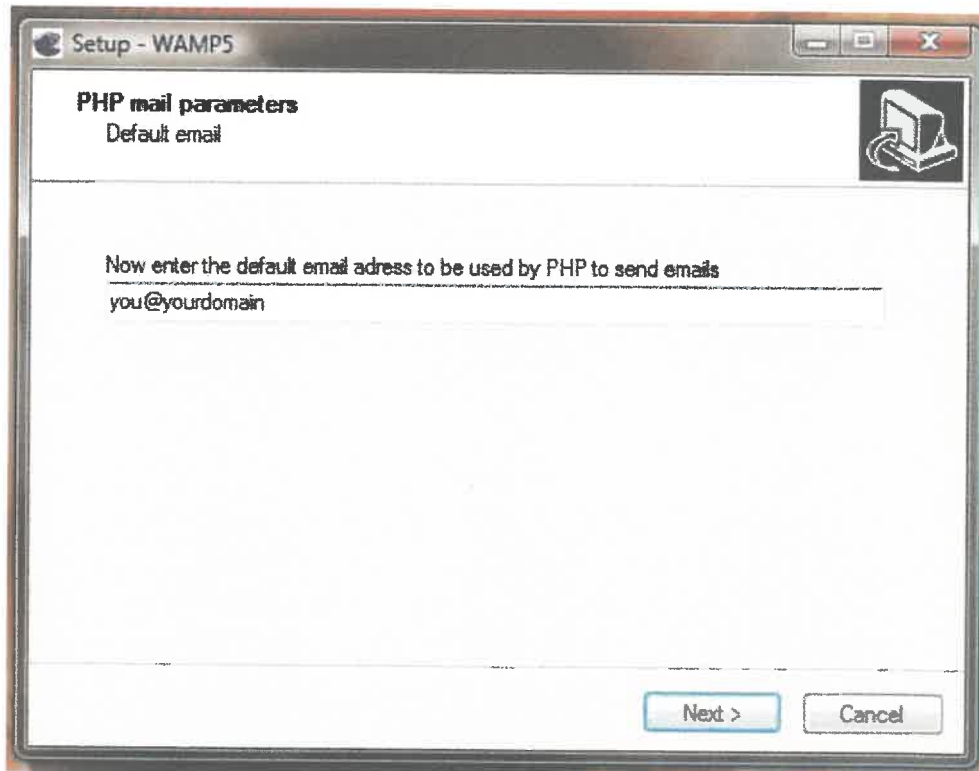 Setup - WAMP5
PHP mail parameters
Default email
Now enter the default email adress to be used by PHP to send emails
you@yourdomain
Next >
Cancel